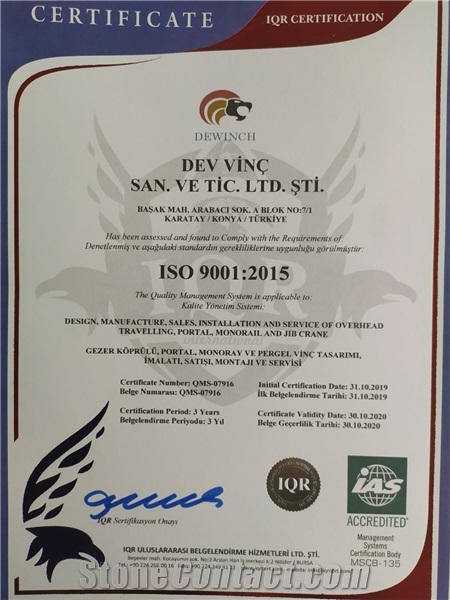 CERTIFICATE
IQR CERTIFICATION
DEWINCH
DEV VİNÇ
SAN. VE TİC. LTD. ŞTİ.
BAŞAK MAH. ARABACI SOK. A BLOK NO:7/1
KARATAY / KONYA / TÜRKİYE
Has been assessed and found to Comply with the Requirements of:
Denetlenmiş ve aşağıdaki standardın gerekliliklerine uygunluğu görülmüştür:
ISO 9001:2015
The Quality Management System is applicable to:
Kalite Yönetim Sistemi:
DESIGN, MANUFACTURE, SALES, INSTALLATION AND SERVICE OF OVERHEAD
TRAVELLING, PORTAL, MONORAIL AND JIB CRANE
GEZER KÖPRÜLÜ, PORTAL, MONORAY VE PERGEL VİNÇ TASARIMI,
İMALATI, SATIŞI, MONTAJI VE SERVİSİ
Certificate Number: QMS-07916
Belge Numarası: QMS-07916
Initial Certification Date: 31.10.2019
İlk Belgelendirme Tarihi: 31.10.2019
Certification Period: 3 Years
Belgelendirme Periyodu: 3 Yıl
Certificate Validity Date: 30.10.2020
Belge Geçerlilik Tarihi: 30.10.2020
IQR
international
IQR
IAS
ACCREDITED
Management
Systems
Certification Body
MSCB-135
IQR Sertifikasyon Onayı
IQR ULUSLARARASI BELGELENDİRME HİZMETLERİ LTD. ŞTİ.
StoneContact.com